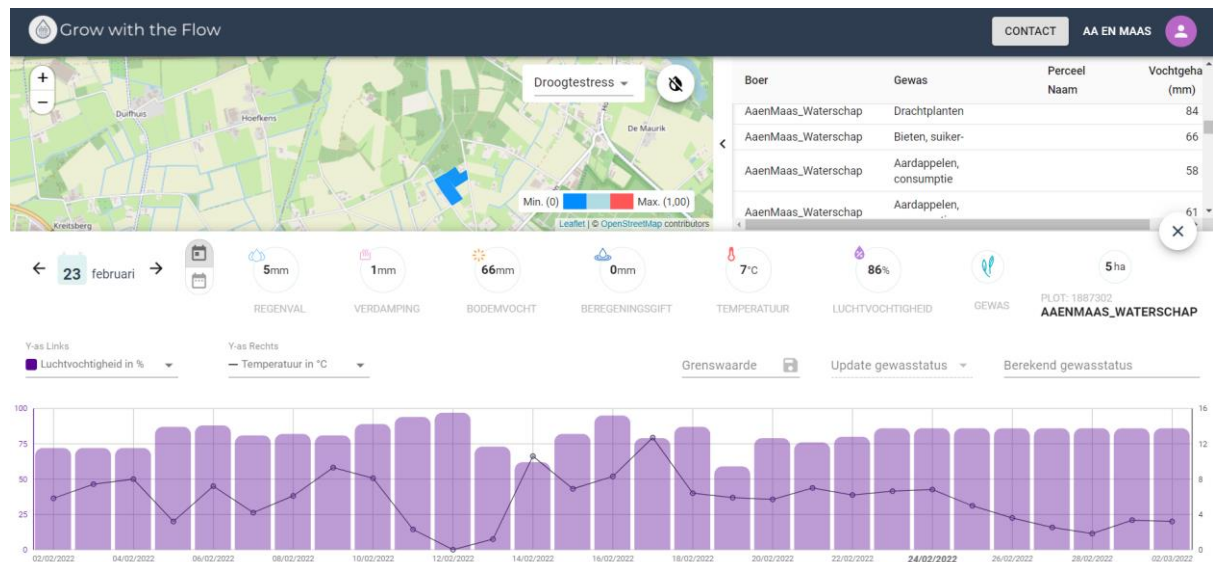 Grow with the Flow
CONTACT
AA EN MAAS
+
−
Duifhuis
Hoefkens
De Maurik
Kreitsberg
Droogtestress
Min. (0)
Max. (1,00)
Leaflet | © OpenStreetMap contributors
Boer Gewas Perceel Naam Vochtgeha (mm)
AaenMaas_Waterschap Drachtplanten 84
AaenMaas_Waterschap Bieten, suiker- 66
AaenMaas_Waterschap Aardappelen, consumptie 58
AaenMaas_Waterschap Aardappelen, 61
23 februari
5mm
REGENVAL
1mm
VERDAMPING
66mm
BODEMVOCHT
0mm
BEREGENINGSGIFT
7°C
TEMPERATUUR
86%
LUCHTVOCHTIGHEID
GEWAS
5 ha
PLOT: 1887302
AAENMAAS_WATERSCHAP
Y-as Links
Luchtvochtigheid in %
Y-as Rechts
Temperatuur in °C
Grenswaarde
Update gewasstatus
Berekend gewasstatus
100
75
50
25
0
16
12
8
4
0
02/02/2022 04/02/2022 06/02/2022 08/02/2022 10/02/2022 12/02/2022 14/02/2022 16/02/2022 18/02/2022 20/02/2022 22/02/2022 24/02/2022 26/02/2022 28/02/2022 02/03/2022